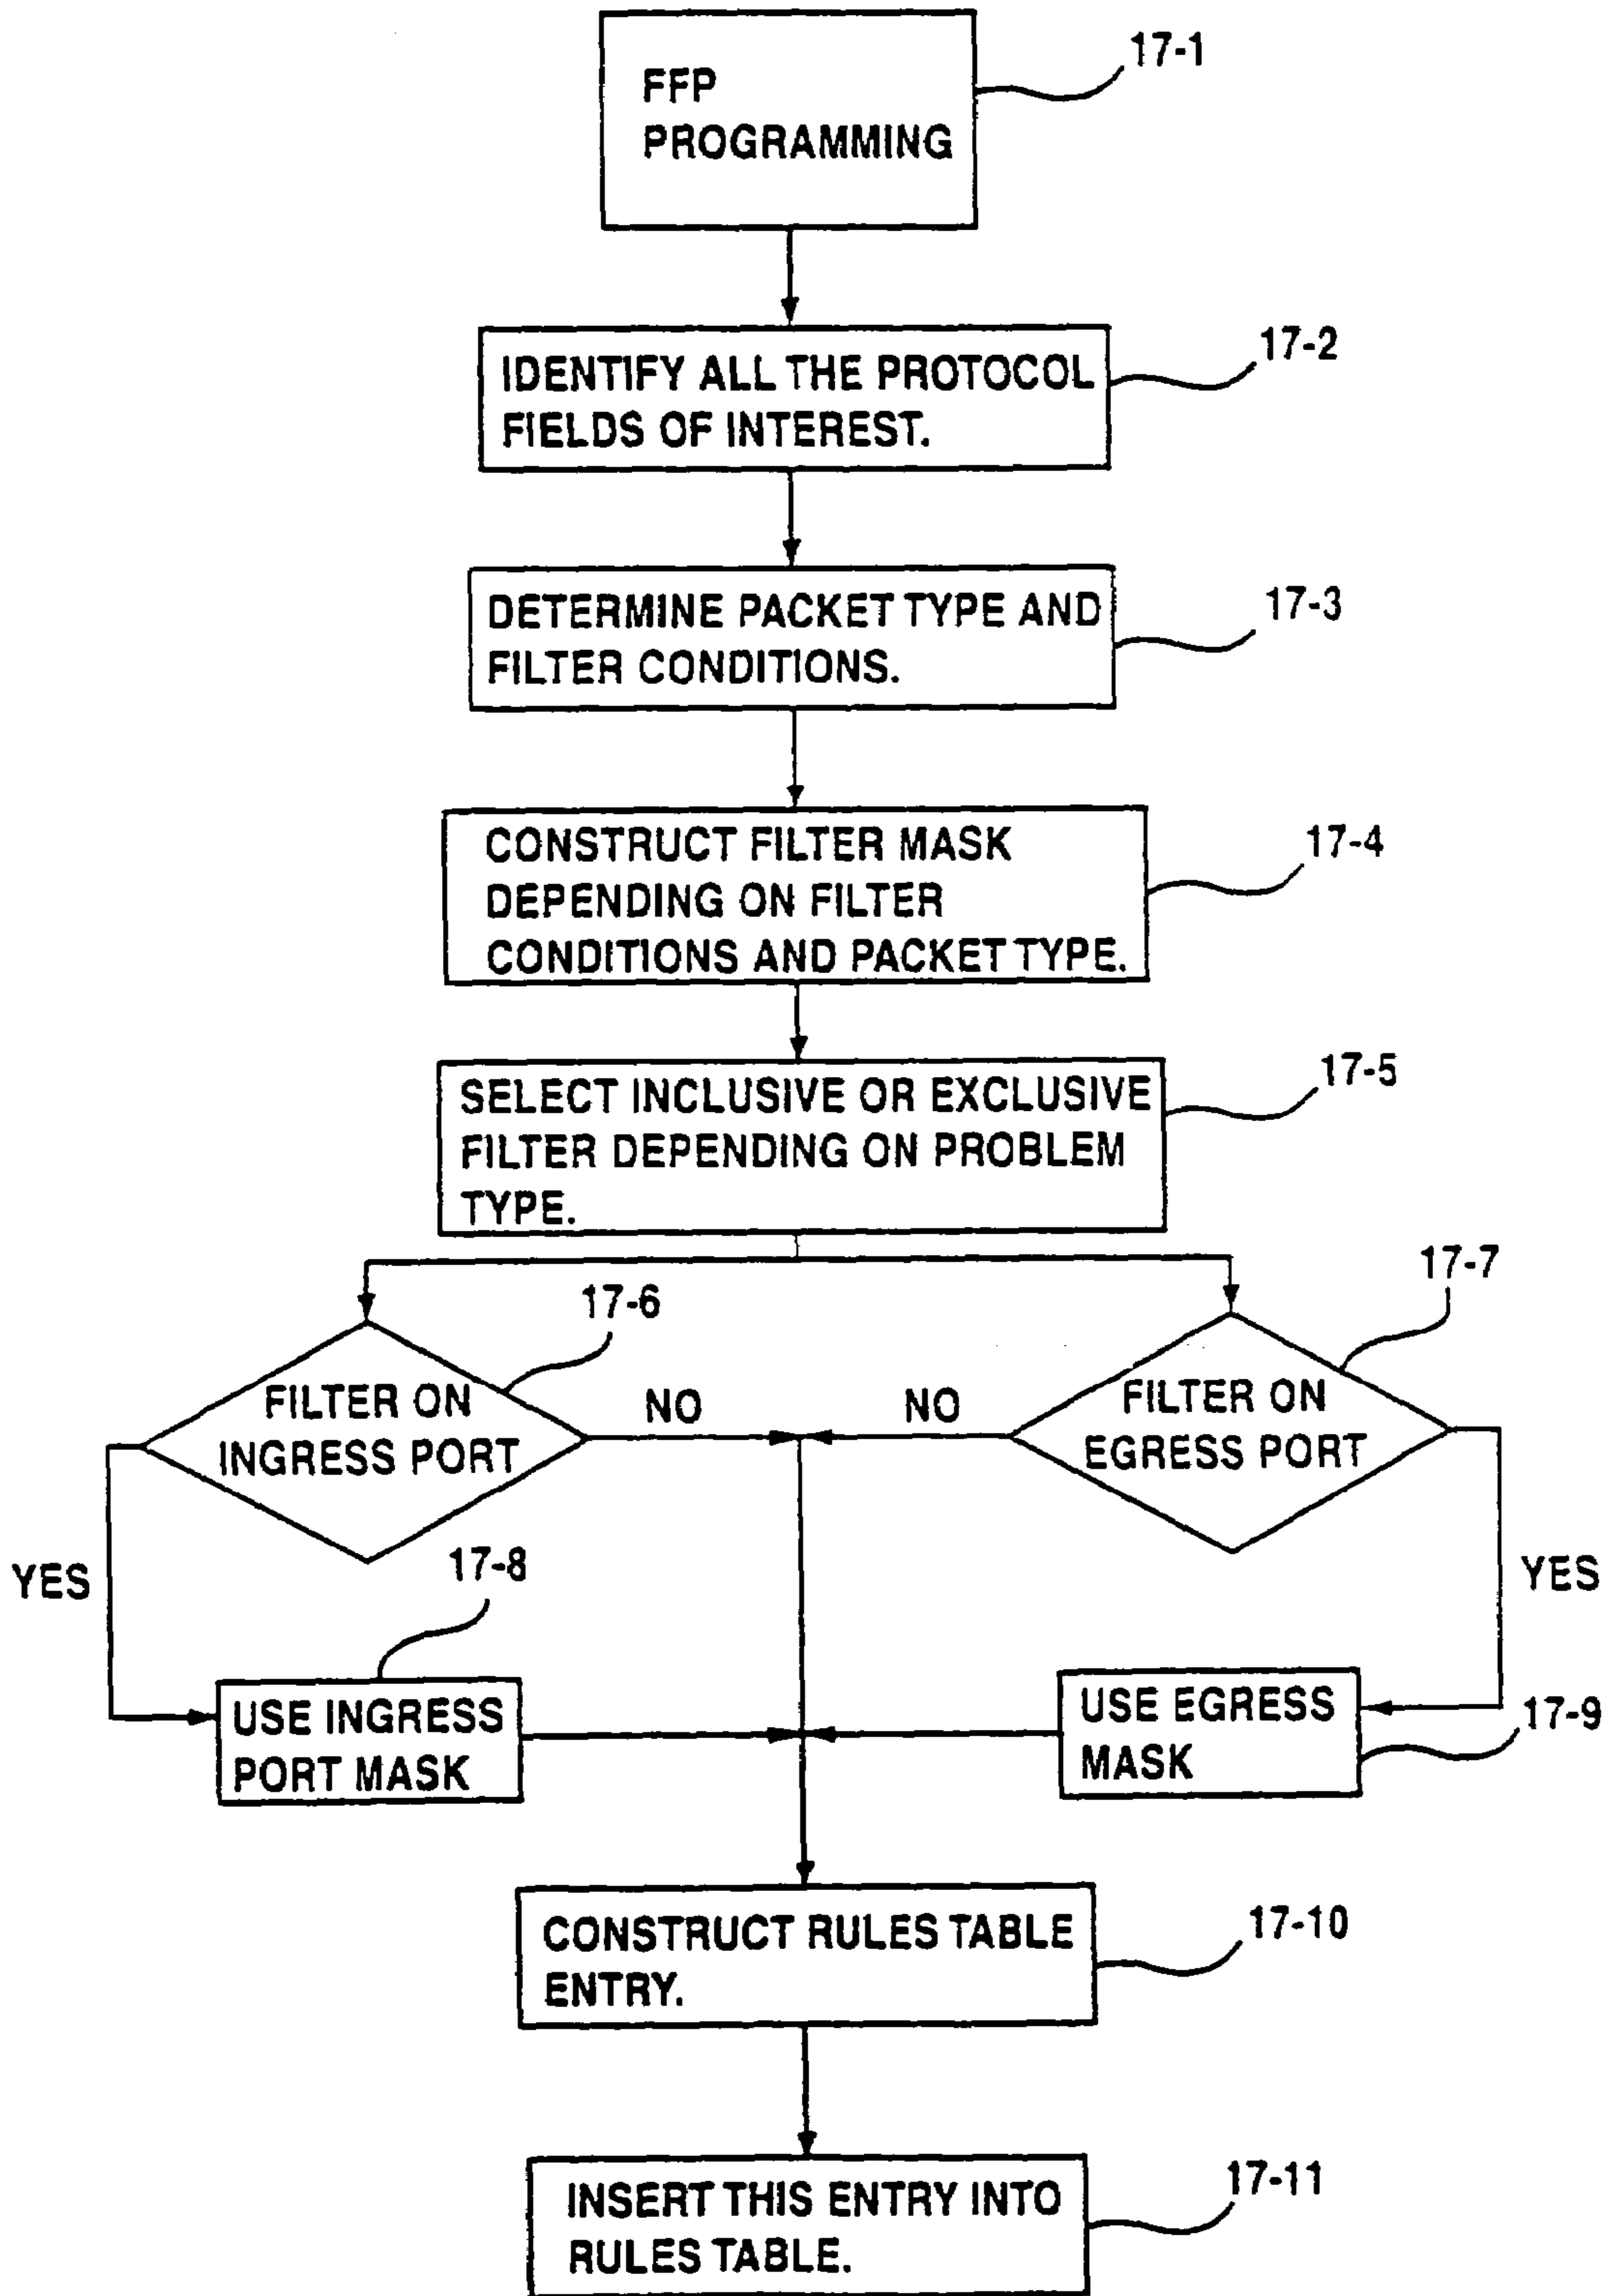 FFP
PROGRAMMING
17-1
IDENTIFY ALL THE PROTOCOL
FIELDS OF INTEREST.
17-2
DETERMINE PACKET TYPE AND
FILTER CONDITIONS.
17-3
CONSTRUCT FILTER MASK
DEPENDING ON FILTER
CONDITIONS AND PACKET TYPE.
17-4
SELECT INCLUSIVE OR EXCLUSIVE
FILTER DEPENDING ON PROBLEM
TYPE.
17-5
17-6
17-7
FILTER ON
INGRESS PORT
NO
NO
FILTER ON
EGRESS PORT
YES
17-8
YES
USE INGRESS
PORT MASK
USE EGRESS
MASK
17-9
CONSTRUCT RULES TABLE
ENTRY.
17-10
INSERT THIS ENTRY INTO
RULES TABLE.
17-11